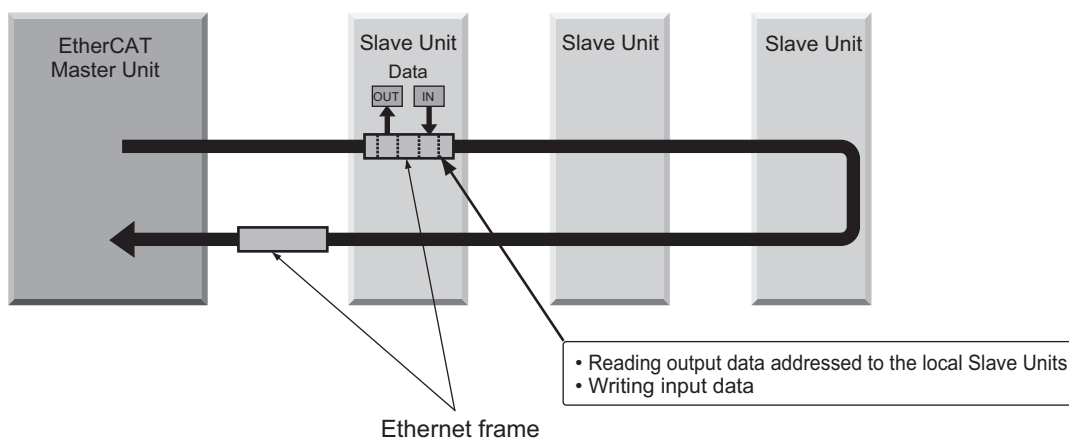 EtherCAT
Master Unit
Slave Unit
Data
OUT
IN
Slave Unit
Slave Unit
• Reading output data addressed to the local Slave Units
• Writing input data
Ethernet frame